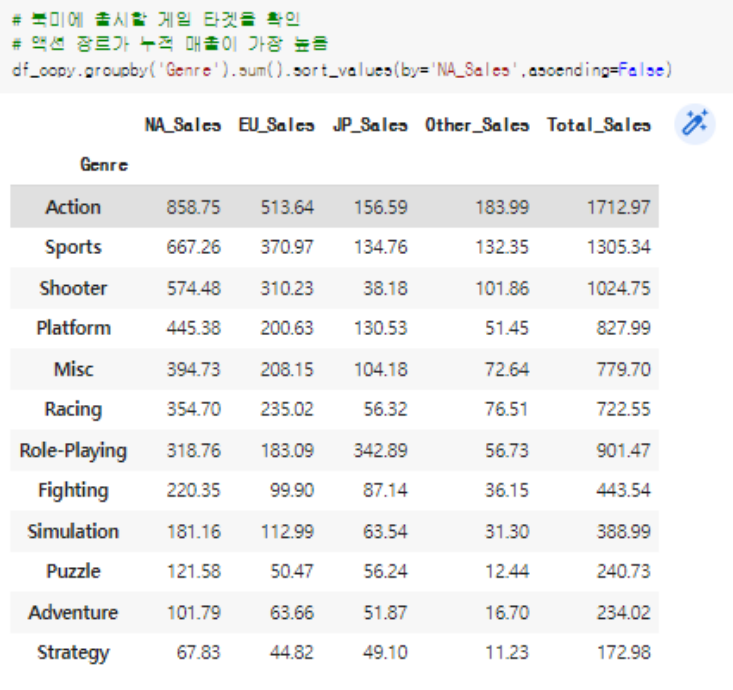 # 북미에 출시할 게임 타겟을 확인
# 액션 장르가 누적 매출이 가장 높음
df_copy.groupby('Genre').sum().sort_values(by='NA_Sales',ascending=False)
NA_Sales EU_Sales JP_Sales Other_Sales Total_Sales
Genre
Action 858.75 513.64 156.59 183.99 1712.97
Sports 667.26 370.97 134.76 132.35 1305.34
Shooter 574.48 310.23 38.18 101.86 1024.75
Platform 445.38 200.63 130.53 51.45 827.99
Misc 394.73 208.15 104.18 72.64 779.70
Racing 354.70 235.02 56.32 76.51 722.55
Role-Playing 318.76 183.09 342.89 56.73 901.47
Fighting 220.35 99.90 87.14 36.15 443.54
Simulation 181.16 112.99 63.54 31.30 388.99
Puzzle 121.58 50.47 56.24 12.44 240.73
Adventure 101.79 63.66 51.87 16.70 234.02
Strategy 67.83 44.82 49.10 11.23 172.98